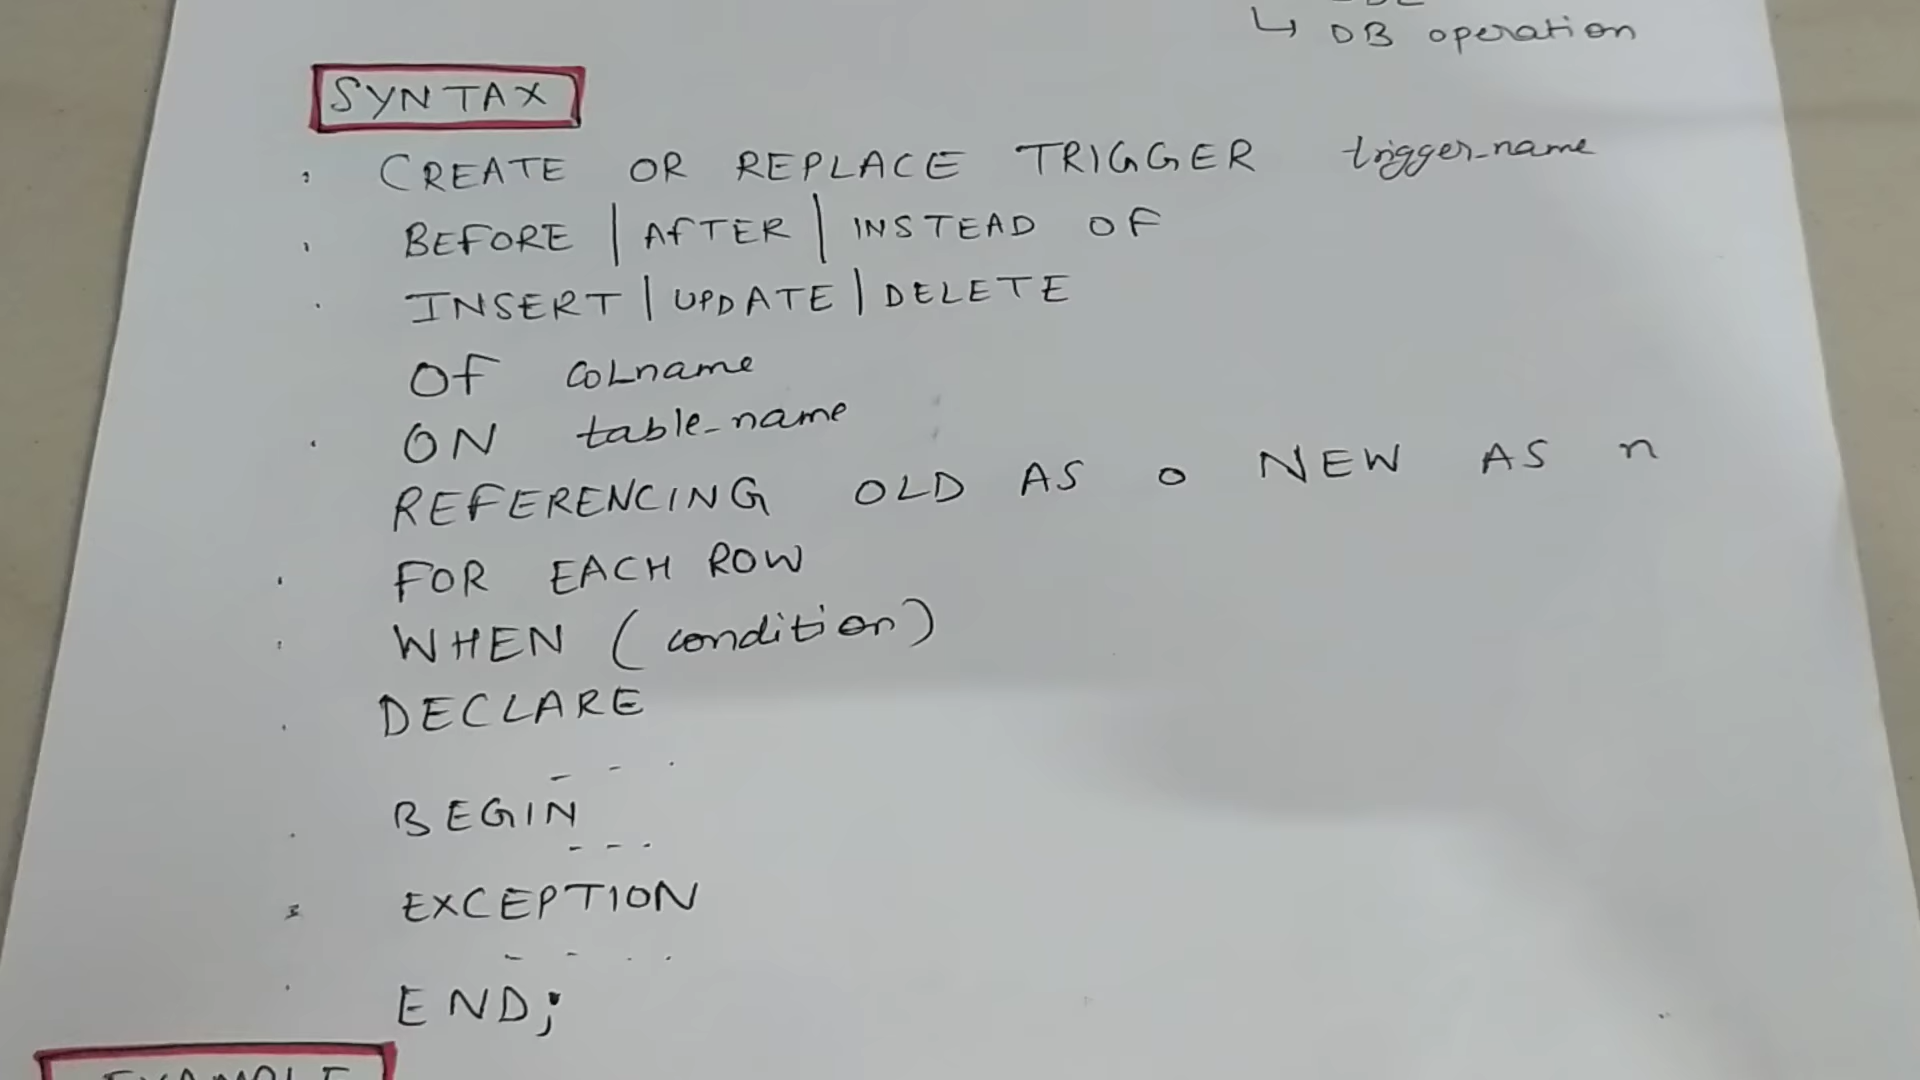 ↳ DB operation
SYNTAX
CREATE OR REPLACE TRIGGER trigger_name
BEFORE | AFTER | INSTEAD OF
INSERT | UPDATE | DELETE
OF Colname
ON table_name
REFERENCING OLD AS o NEW AS n
FOR EACH ROW
WHEN (condition)
DECLARE
- - .
BEGIN
- - -
EXCEPTION
- - . .
END;